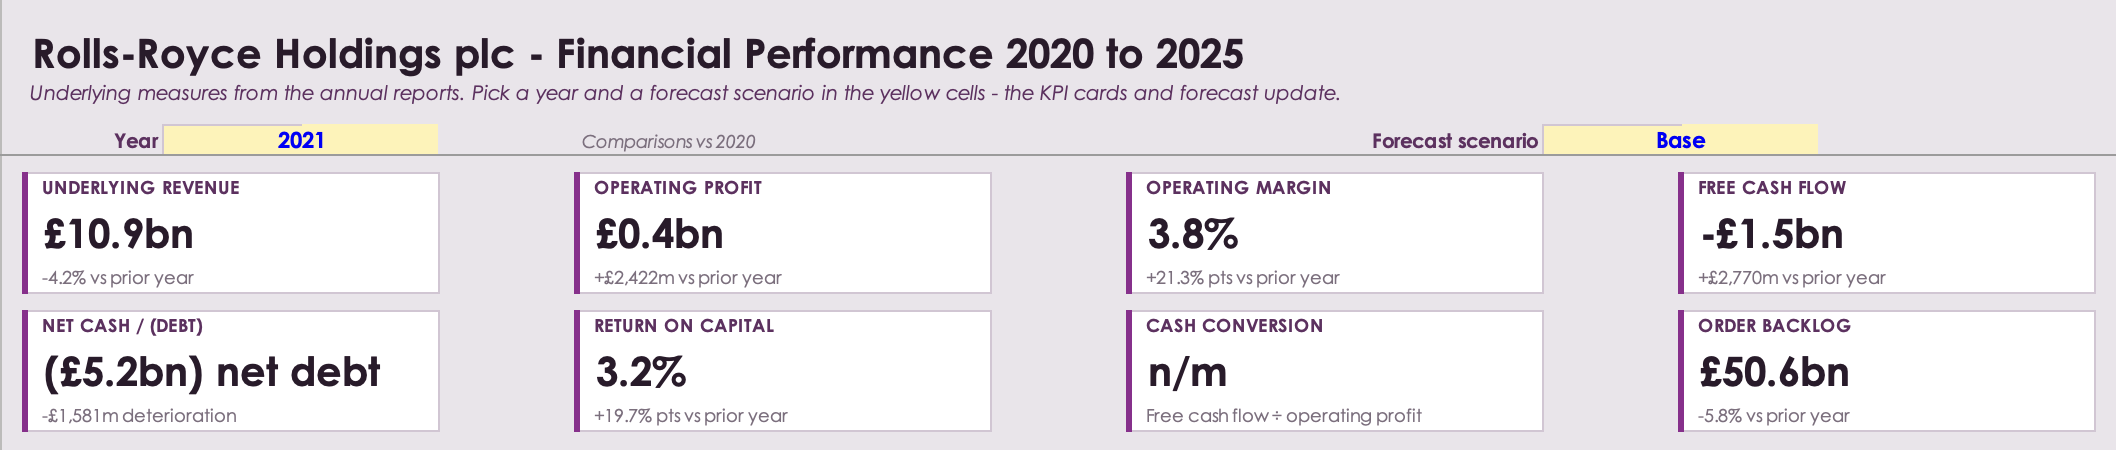 Rolls-Royce Holdings plc - Financial Performance 2020 to 2025
Underlying measures from the annual reports. Pick a year and a forecast scenario in the yellow cells - the KPI cards and forecast update.
Year 2021 Comparisons vs 2020 Forecast scenario Base
UNDERLYING REVENUE
£10.9bn
-4.2% vs prior year
OPERATING PROFIT
£0.4bn
+£2,422m vs prior year
OPERATING MARGIN
3.8%
+21.3% pts vs prior year
FREE CASH FLOW
-£1.5bn
+£2,770m vs prior year
NET CASH / (DEBT)
(£5.2bn) net debt
-£1,581m deterioration
RETURN ON CAPITAL
3.2%
+19.7% pts vs prior year
CASH CONVERSION
n/m
Free cash flow ÷ operating profit
ORDER BACKLOG
£50.6bn
-5.8% vs prior year